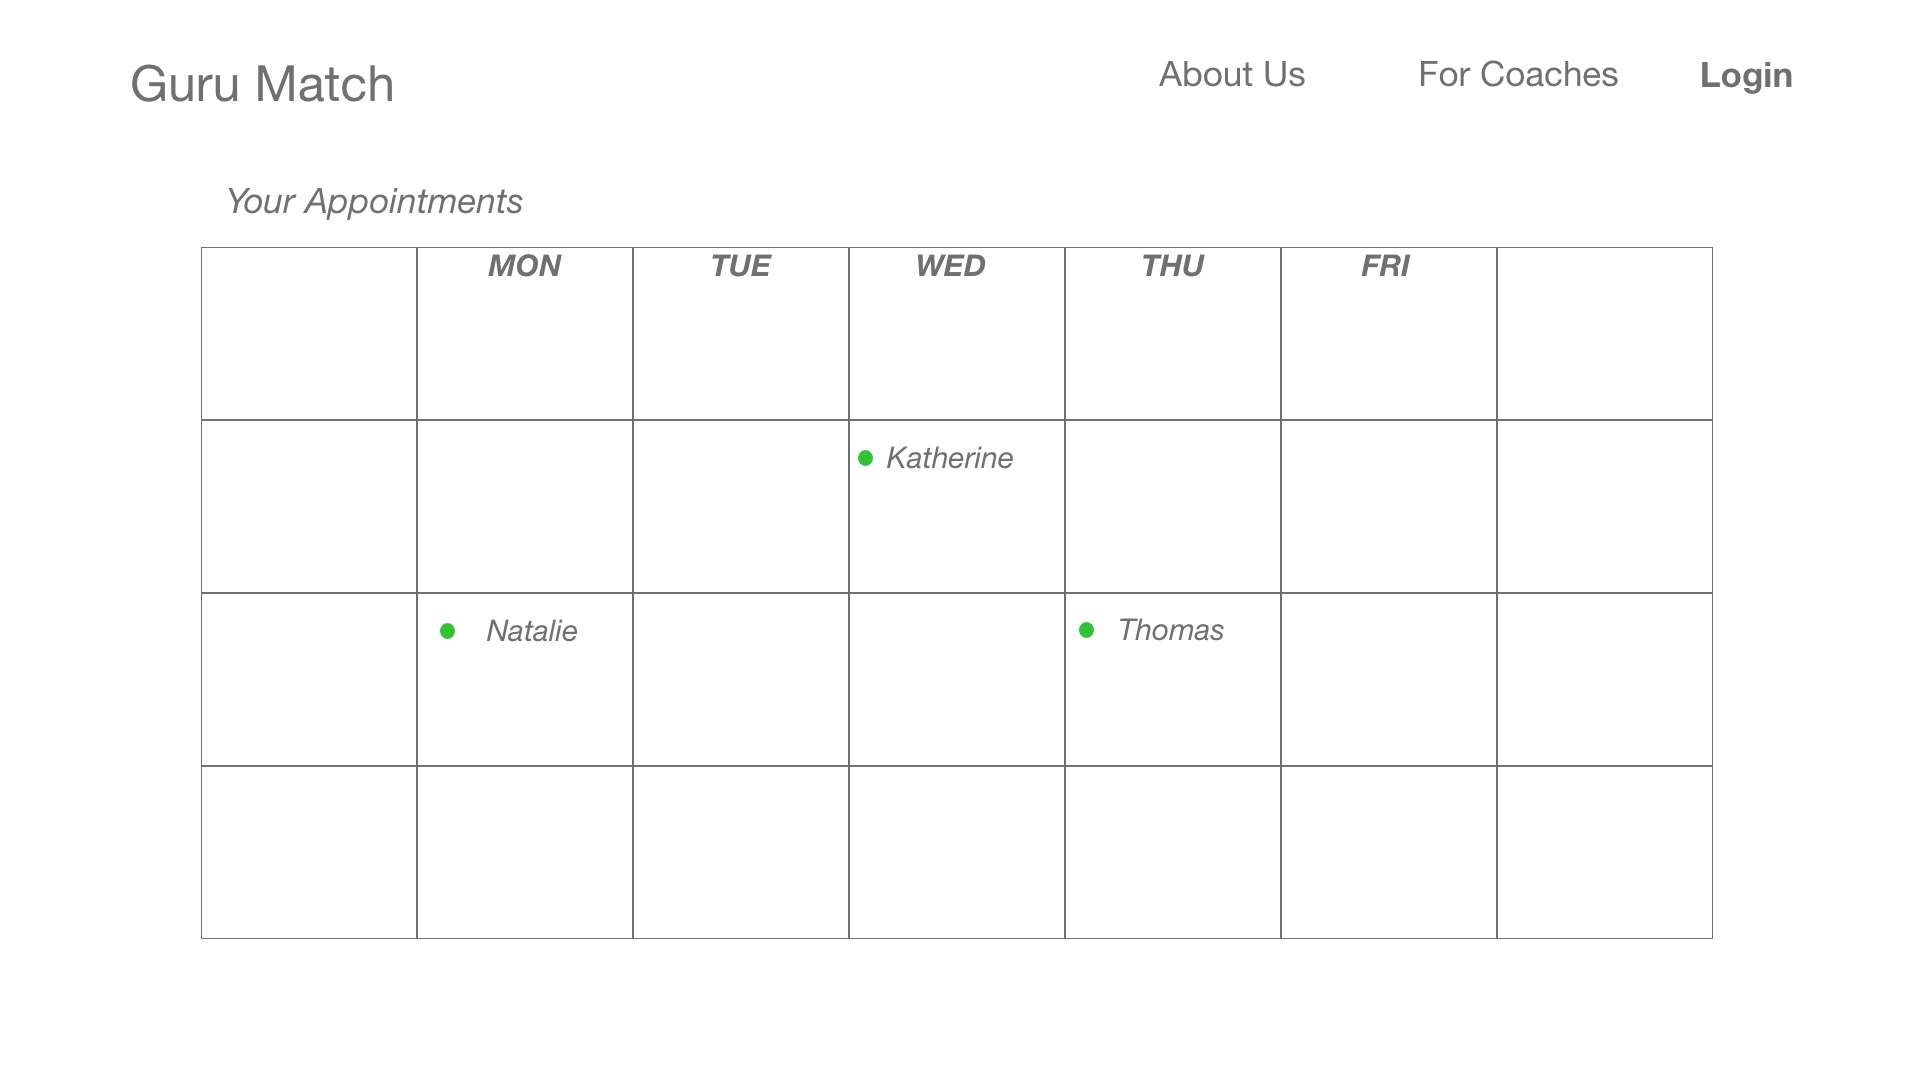 Guru Match
About Us
For Coaches
Login
Your Appointments
MON TUE WED THU FRI
Katherine
Natalie
Thomas